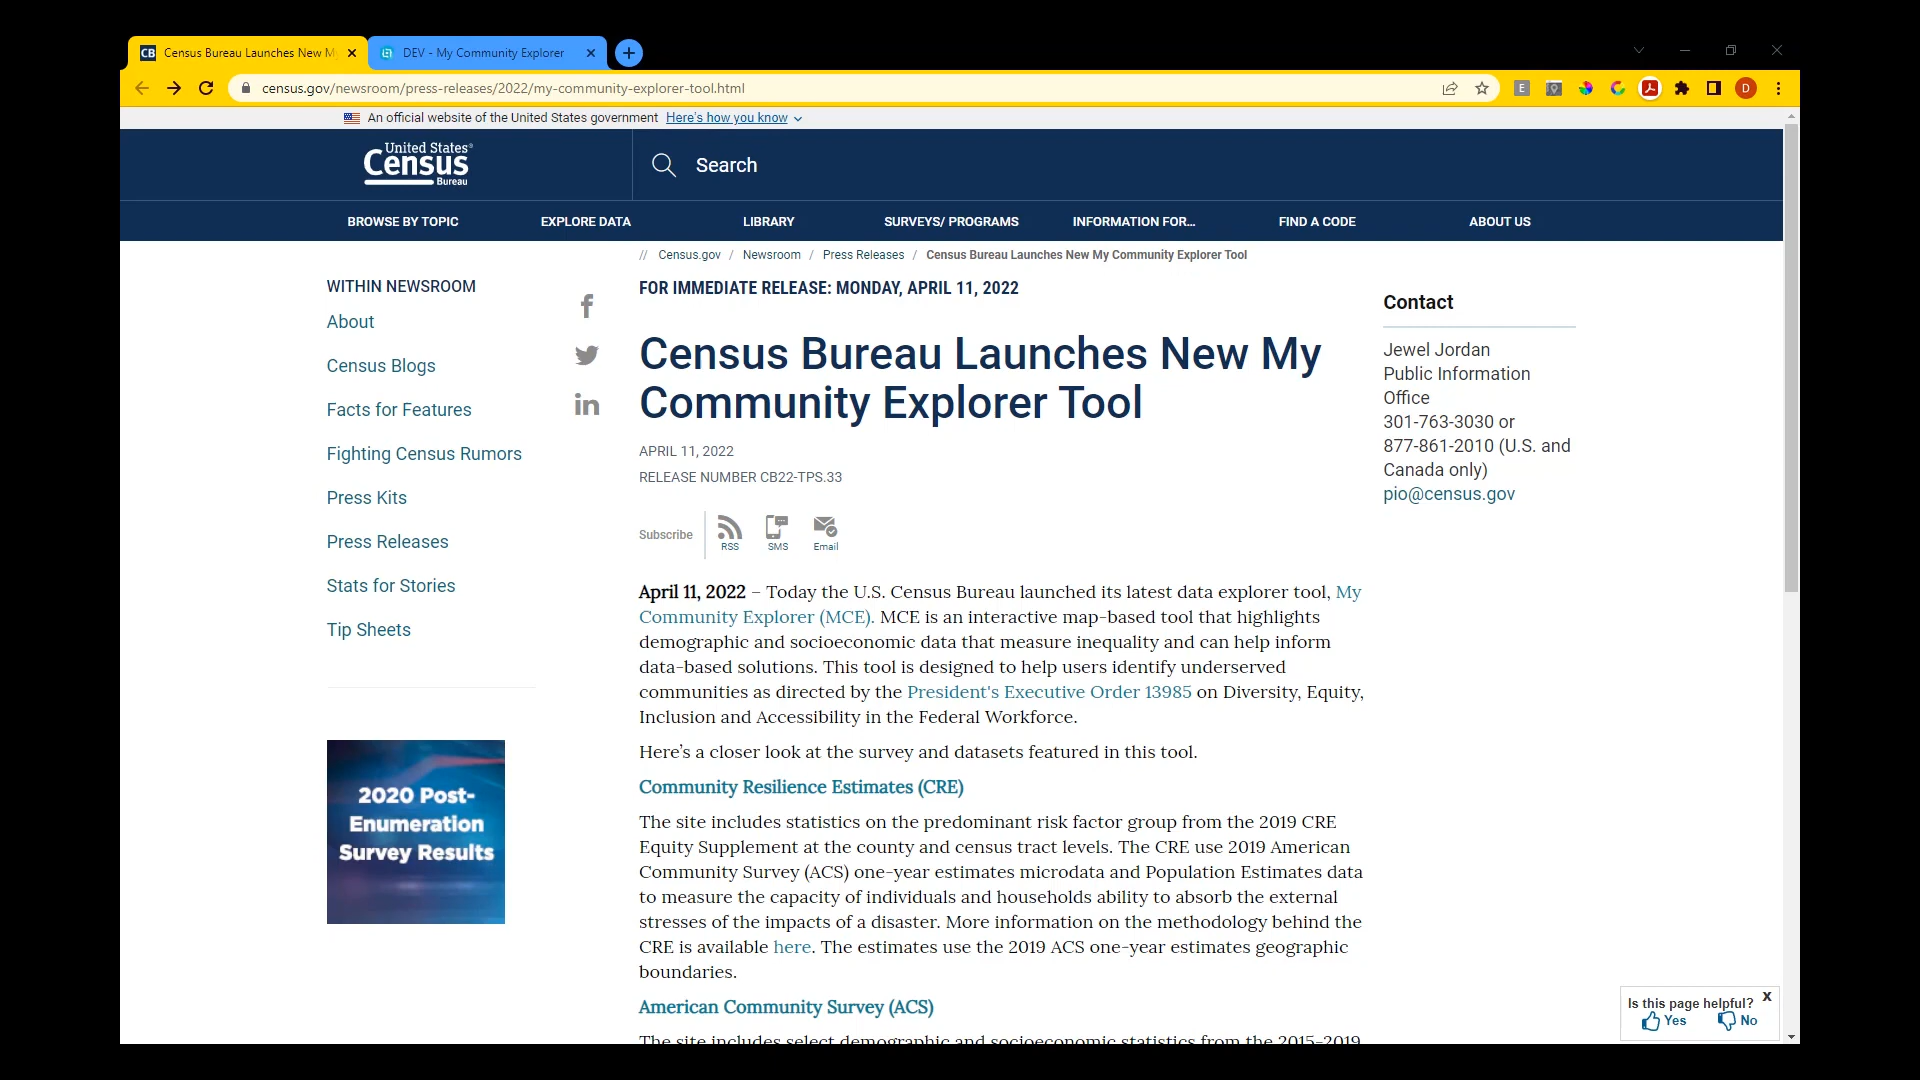 Census Bureau Launches New M
DEV - My Community Explorer
census.gov/newsroom/press-releases/2022/my-community-explorer-tool.html
E
D
An official website of the United States government Here's how you know
United States®
Census
Bureau
Search
BROWSE BY TOPIC
EXPLORE DATA
LIBRARY
SURVEYS/ PROGRAMS
INFORMATION FOR...
FIND A CODE
ABOUT US
// Census.gov / Newsroom / Press Releases / Census Bureau Launches New My Community Explorer Tool
WITHIN NEWSROOM
About
Census Blogs
Facts for Features
Fighting Census Rumors
Press Kits
Press Releases
Stats for Stories
Tip Sheets
2020 Post-
Enumeration
Survey Results
FOR IMMEDIATE RELEASE: MONDAY, APRIL 11, 2022
Census Bureau Launches New My
Community Explorer Tool
APRIL 11, 2022
RELEASE NUMBER CB22-TPS.33
Subscribe
RSS
SMS
Email
April 11, 2022 – Today the U.S. Census Bureau launched its latest data explorer tool, My
Community Explorer (MCE). MCE is an interactive map-based tool that highlights
demographic and socioeconomic data that measure inequality and can help inform
data-based solutions. This tool is designed to help users identify underserved
communities as directed by the President's Executive Order 13985 on Diversity, Equity,
Inclusion and Accessibility in the Federal Workforce.
Here's a closer look at the survey and datasets featured in this tool.
Community Resilience Estimates (CRE)
The site includes statistics on the predominant risk factor group from the 2019 CRE
Equity Supplement at the county and census tract levels. The CRE use 2019 American
Community Survey (ACS) one-year estimates microdata and Population Estimates data
to measure the capacity of individuals and households ability to absorb the external
stresses of the impacts of a disaster. More information on the methodology behind the
CRE is available here. The estimates use the 2019 ACS one-year estimates geographic
boundaries.
American Community Survey (ACS)
The site includes select demographic and socioeconomic statistics from the 2015-2019
Contact
Jewel Jordan
Public Information
Office
301-763-3030 or
877-861-2010 (U.S. and
Canada only)
pio@census.gov
Is this page helpful? X
Yes No